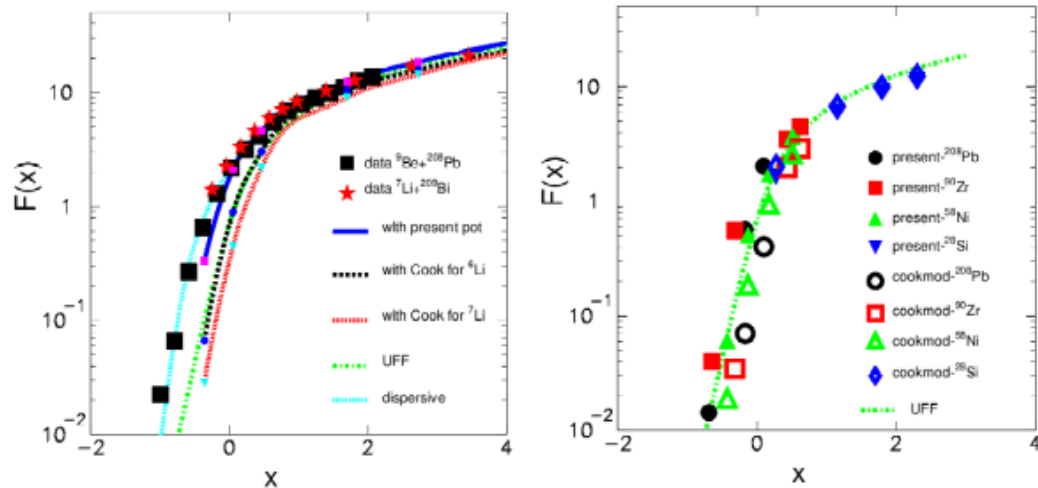 F(x)
10
1
10⁻¹
10⁻²
−2 0 2 4
x
data ⁹Be+²⁰⁸Pb
data ⁷Li+²⁰⁹Bi
with present pot
with Cook for ⁶Li
with Cook for ⁷Li
UFF
dispersive
F(x)
10
1
10⁻¹
10⁻²
−2 0 2 4
x
present-²⁰⁸Pb
present-⁹⁰Zr
present-⁵⁸Ni
present-²⁸Si
cookmod-²⁰⁸Pb
cookmod-⁹⁰Zr
cookmod-⁵⁸Ni
cookmod-²⁸Si
UFF